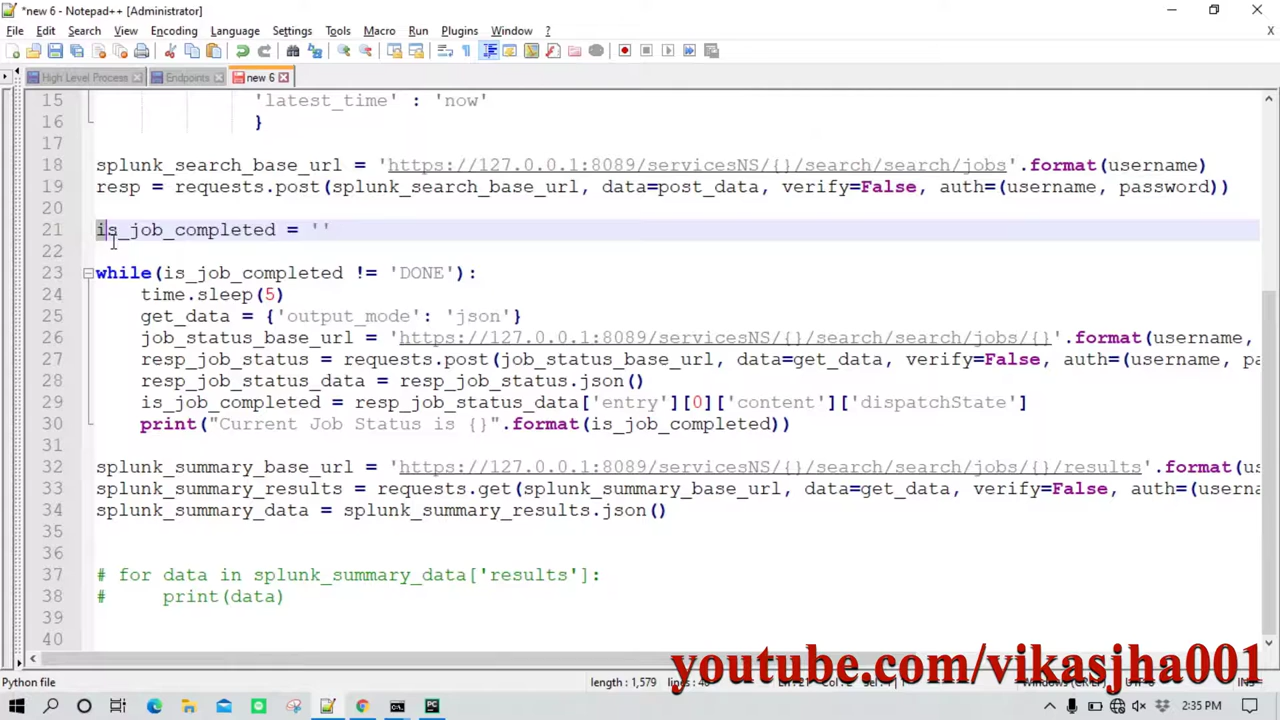 *new 6 - Notepad++ [Administrator]
File Edit Search View Encoding Language Settings Tools Macro Run Plugins Window ? X
High Level Process Endpoints new 6
15 'latest_time' : 'now'
16 }
17
18 splunk_search_base_url = 'https://127.0.0.1:8089/servicesNS/{}/search/search/jobs'.format(username)
19 resp = requests.post(splunk_search_base_url, data=post_data, verify=False, auth=(username, password))
20
21 is_job_completed = ''
22
23 while(is_job_completed != 'DONE'):
24 time.sleep(5)
25 get_data = {'output_mode': 'json'}
26 job_status_base_url = 'https://127.0.0.1:8089/servicesNS/{}/search/search/jobs/{}'.format(username,
27 resp_job_status = requests.post(job_status_base_url, data=get_data, verify=False, auth=(username, pa
28 resp_job_status_data = resp_job_status.json()
29 is_job_completed = resp_job_status_data['entry'][0]['content']['dispatchState']
30 print("Current Job Status is {}".format(is_job_completed))
31
32 splunk_summary_base_url = 'https://127.0.0.1:8089/servicesNS/{}/search/search/jobs/{}/results'.format(us
33 splunk_summary_results = requests.get(splunk_summary_base_url, data=get_data, verify=False, auth=(userna
34 splunk_summary_data = splunk_summary_results.json()
35
36
37 # for data in splunk_summary_data['results']:
38 # print(data)
39
40
youtube.com/vikasjha001
Python file length : 1,579
2:35 PM